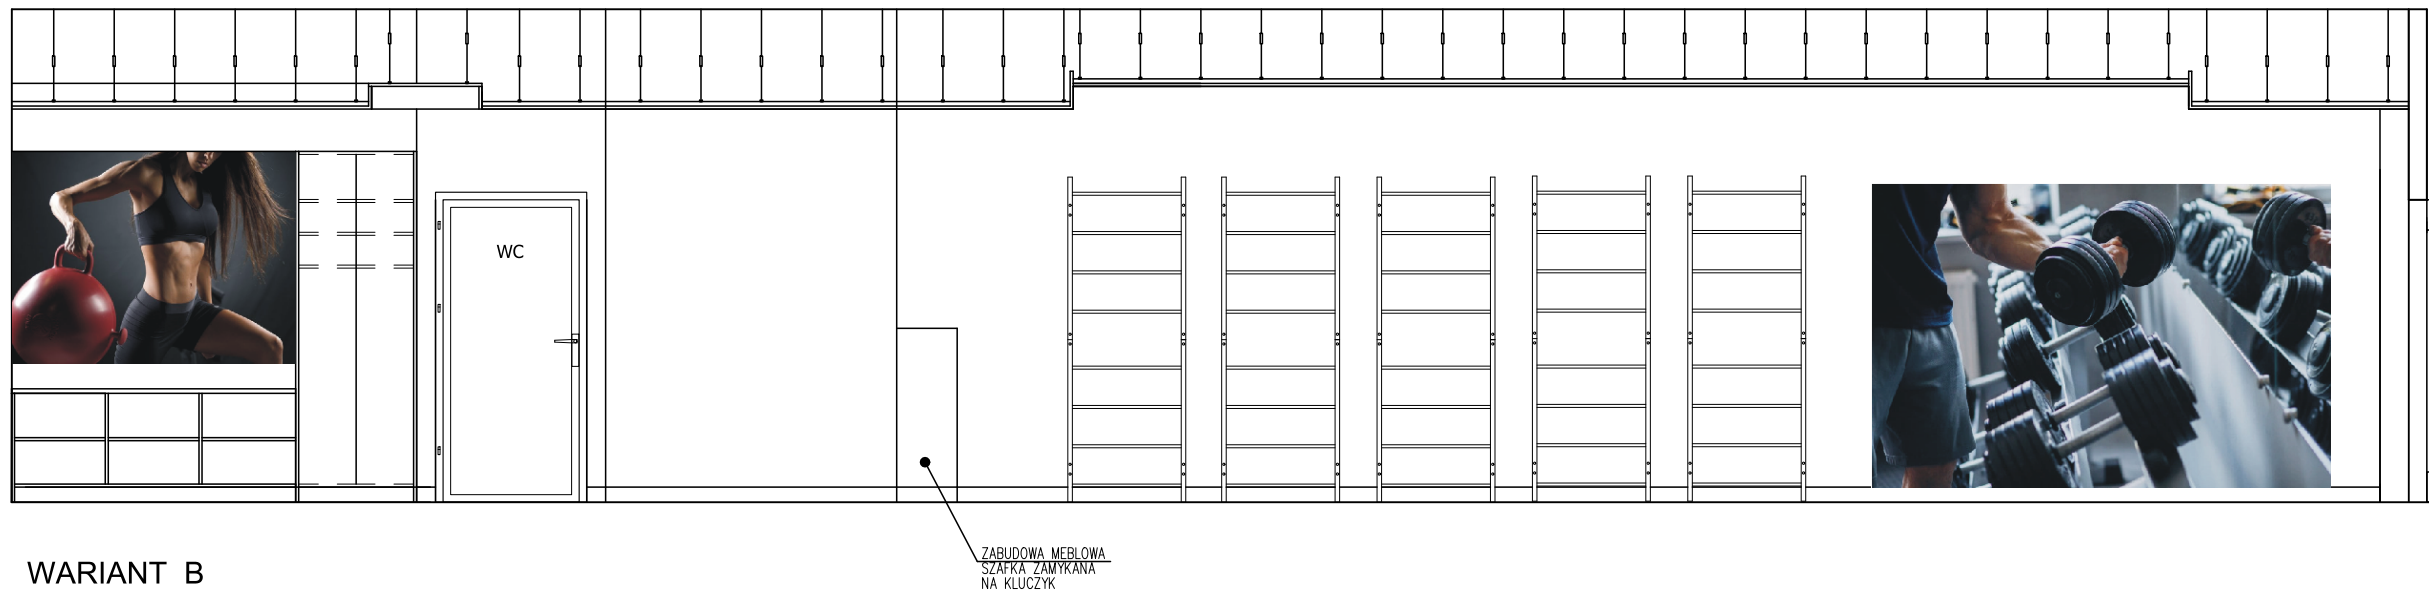 WC
ZABUDOWA MEBLOWA
SZAFKA ZAMYKANA
NA KLUCZYK
WARIANT B